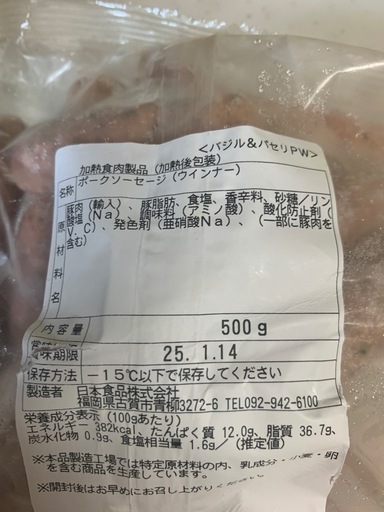 ＜バジル＆パセリPW＞
加熱食肉製品（加熱後包装）
名称 ポークソーセージ（ウインナー）
原材料名 豚肉（輸入）、豚脂肪、食塩、香辛料、砂糖／リン
酸塩（Na）、調味料（アミノ酸）、酸化防止剤（
V.C）、発色剤（亜硝酸Na）、（一部に豚肉を
含む）
内容量 500g
賞味期限 25. 1.14
保存方法 －15℃以下で保存してください
製造者 日本食品株式会社
福岡県古賀市青柳3272-6 TEL092-942-6100
栄養成分表示（100gあたり）
エネルギー 382kcal、たんぱく質 12.0g、脂質 36.7g、
炭水化物 0.9g、食塩相当量 1.6g／（推定値）
※本品製造工場では特定原材料の内、乳成分・小麦・卵
を含む商品を生産しています。
※開封後はお早めにお召し上がりください。